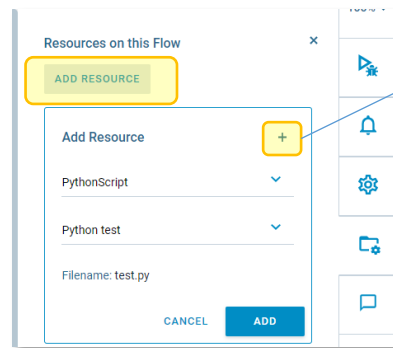 Resources on this Flow ×
ADD RESOURCE
Add Resource +
PythonScript
Python test
Filename: test.py
CANCEL ADD